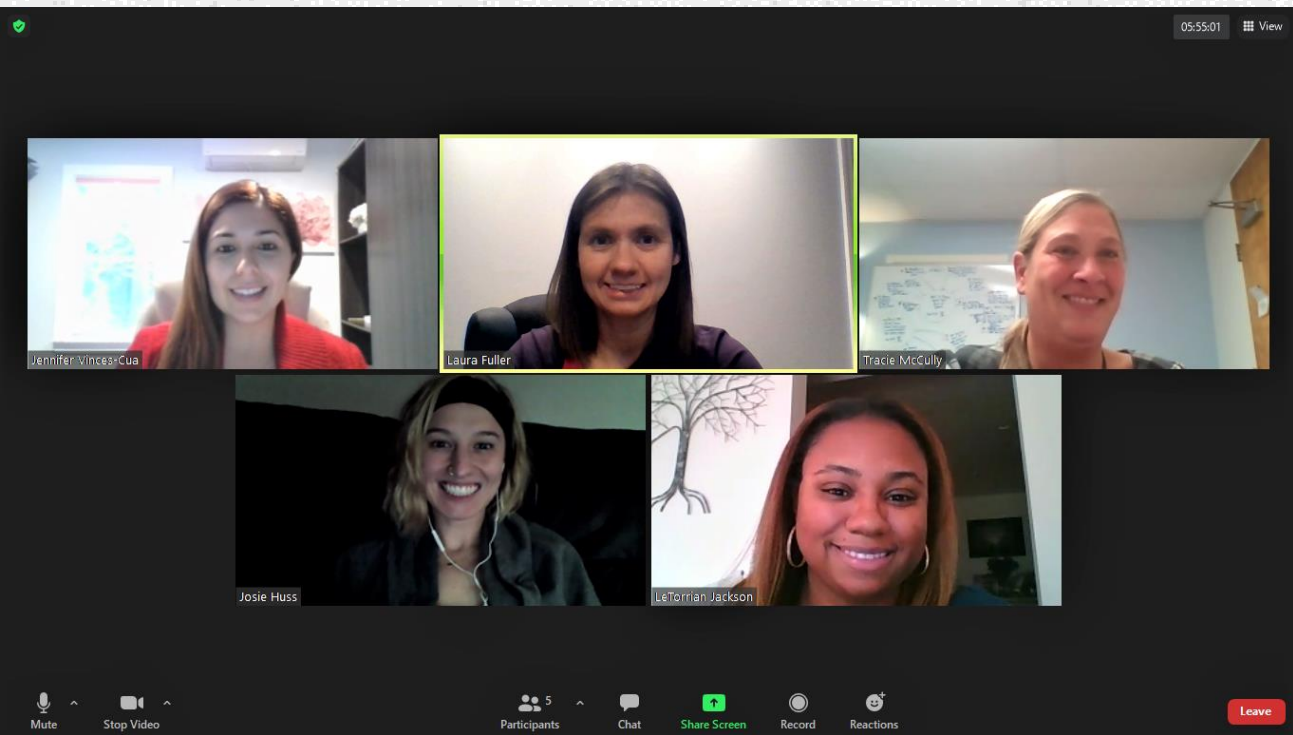 05:55:01 View
Jennifer Vinces-Cua
Laura Fuller
Tracie McCully
Josie Huss
LeTorrian Jackson
5
Mute
Stop Video
Participants
Chat
Share Screen
Record
Reactions
Leave